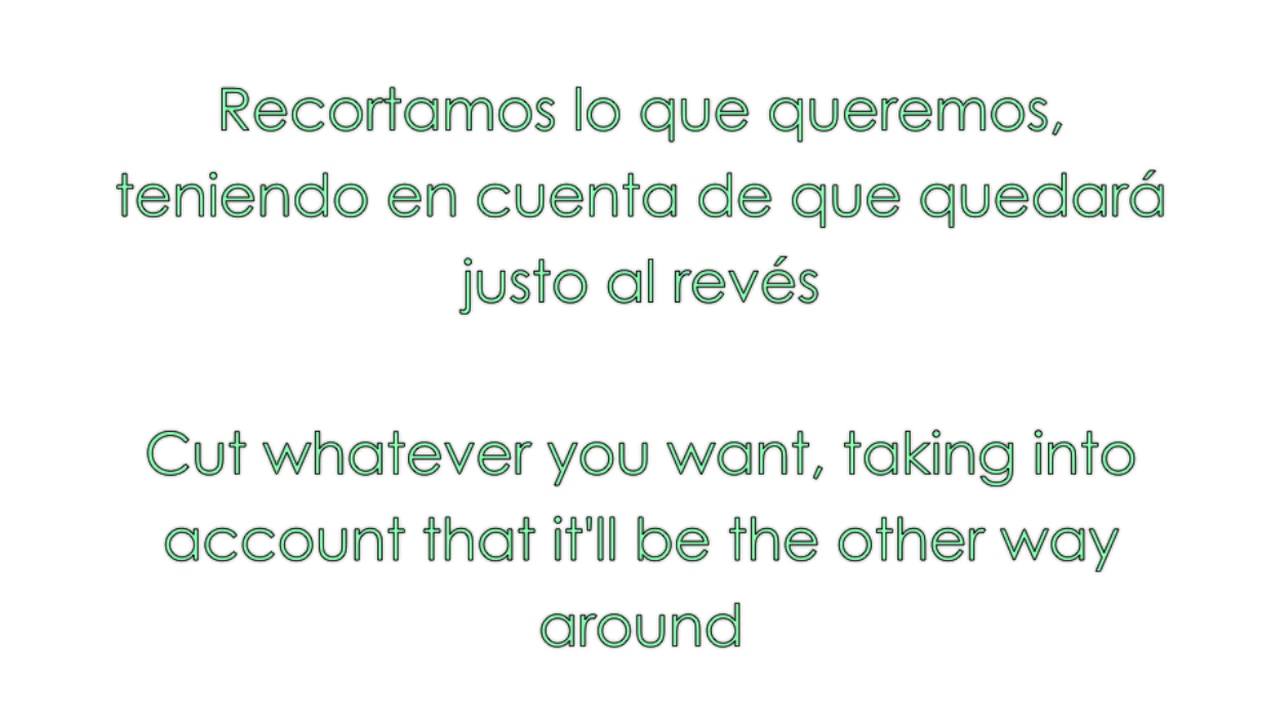 Recortamos lo que queremos,
teniendo en cuenta de que quedará
justo al revés
Cut whatever you want, taking into
account that it'll be the other way
around